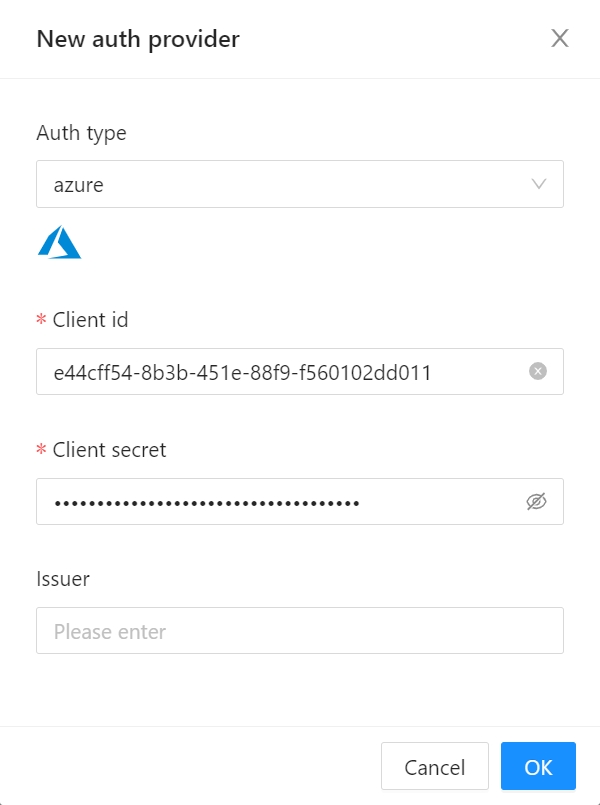 New auth provider
Auth type
azure
* Client id
e44cff54-8b3b-451e-88f9-f560102dd011
* Client secret
••••••••••••••••••••••••••••••••••••
Issuer
Please enter
Cancel OK